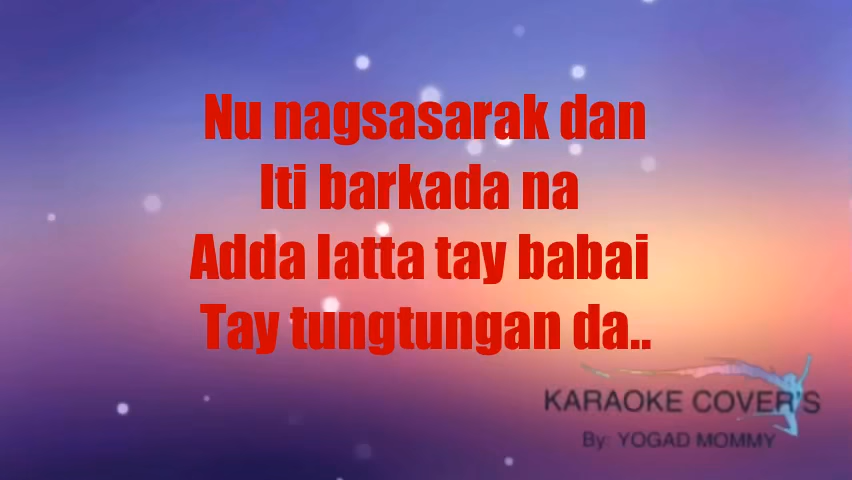 Nu nagsasarak dan
Iti barkada na
Adda latta tay babai
Tay tungtungan da..
KARAOKE COVER'S
By: YOGAD MOMMY